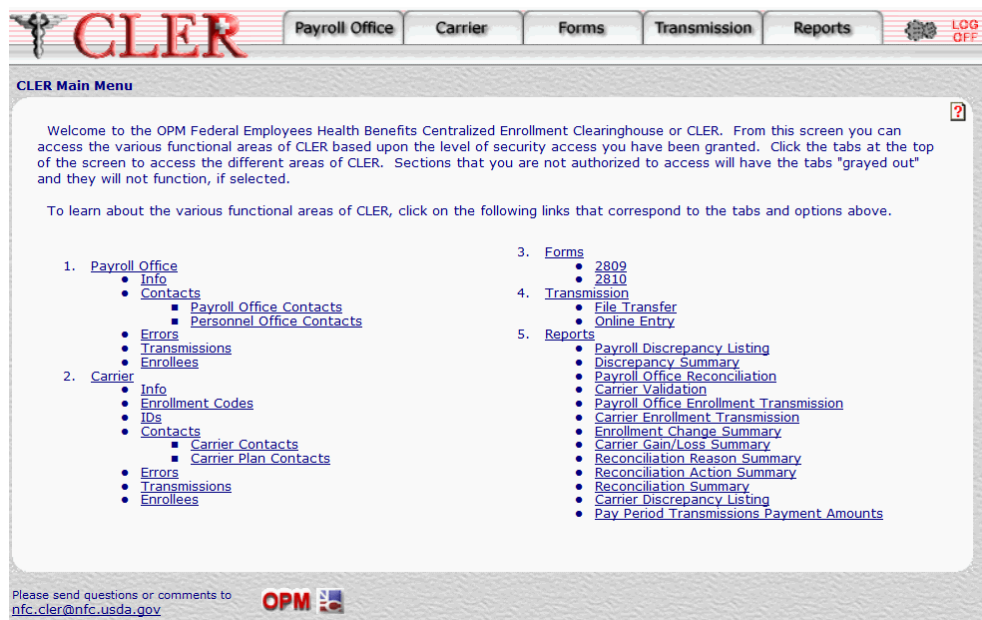 CLER
Payroll Office
Carrier
Forms
Transmission
Reports
LOG
OFF
CLER Main Menu
?
Welcome to the OPM Federal Employees Health Benefits Centralized Enrollment Clearinghouse or CLER. From this screen you can
access the various functional areas of CLER based upon the level of security access you have been granted. Click the tabs at the top
of the screen to access the different areas of CLER. Sections that you are not authorized to access will have the tabs "grayed out"
and they will not function, if selected.
To learn about the various functional areas of CLER, click on the following links that correspond to the tabs and options above.
1. Payroll Office
• Info
• Contacts
▪ Payroll Office Contacts
▪ Personnel Office Contacts
• Errors
• Transmissions
• Enrollees
2. Carrier
• Info
• Enrollment Codes
• IDs
• Contacts
▪ Carrier Contacts
▪ Carrier Plan Contacts
• Errors
• Transmissions
• Enrollees
3. Forms
• 2809
• 2810
4. Transmission
• File Transfer
• Online Entry
5. Reports
• Payroll Discrepancy Listing
• Discrepancy Summary
• Payroll Office Reconciliation
• Carrier Validation
• Payroll Office Enrollment Transmission
• Carrier Enrollment Transmission
• Enrollment Change Summary
• Carrier Gain/Loss Summary
• Reconciliation Reason Summary
• Reconciliation Action Summary
• Reconciliation Summary
• Carrier Discrepancy Listing
• Pay Period Transmissions Payment Amounts
Please send questions or comments to
nfc.cler@nfc.usda.gov
OPM